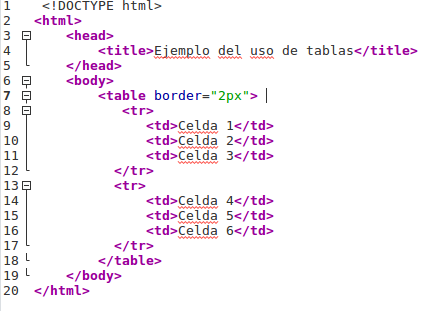 1 <!DOCTYPE html>
2 <html>
3 <head>
4 <title>Ejemplo del uso de tablas</title>
5 </head>
6 <body>
7 <table border="2px">
8 <tr>
9 <td>Celda 1</td>
10 <td>Celda 2</td>
11 <td>Celda 3</td>
12 </tr>
13 <tr>
14 <td>Celda 4</td>
15 <td>Celda 5</td>
16 <td>Celda 6</td>
17 </tr>
18 </table>
19 </body>
20 </html>